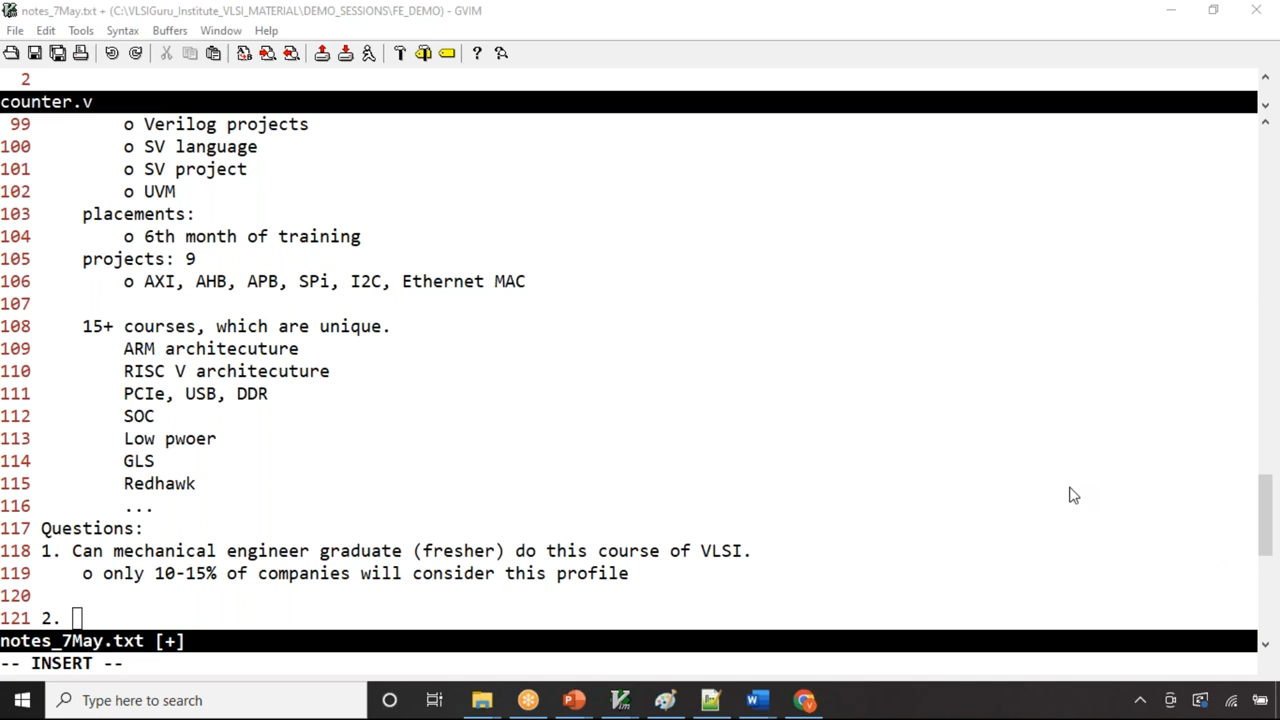 notes_7May.txt + (C:\VLSIGuru_Institute_VLSI_MATERIAL\DEMO_SESSIONS\FE_DEMO) - GVIM
File Edit Tools Syntax Buffers Window Help
2
counter.v
99 o Verilog projects
100 o SV language
101 o SV project
102 o UVM
103 placements:
104 o 6th month of training
105 projects: 9
106 o AXI, AHB, APB, SPi, I2C, Ethernet MAC
107
108 15+ courses, which are unique.
109 ARM architecuture
110 RISC V architecuture
111 PCIe, USB, DDR
112 SOC
113 Low pwoer
114 GLS
115 Redhawk
116 ...
117 Questions:
118 1. Can mechanical engineer graduate (fresher) do this course of VLSI.
119 o only 10-15% of companies will consider this profile
120
121 2.
notes_7May.txt [+]
-- INSERT --
Type here to search